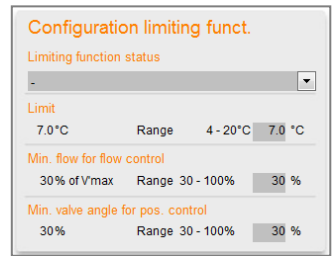 Configuration limiting funct.
Limiting function status
-
Limit
7.0°C Range 4 - 20°C 7.0 °C
Min. flow for flow control
30% of V'max Range 30 - 100% 30 %
Min. valve angle for pos. control
30% Range 30 - 100% 30 %